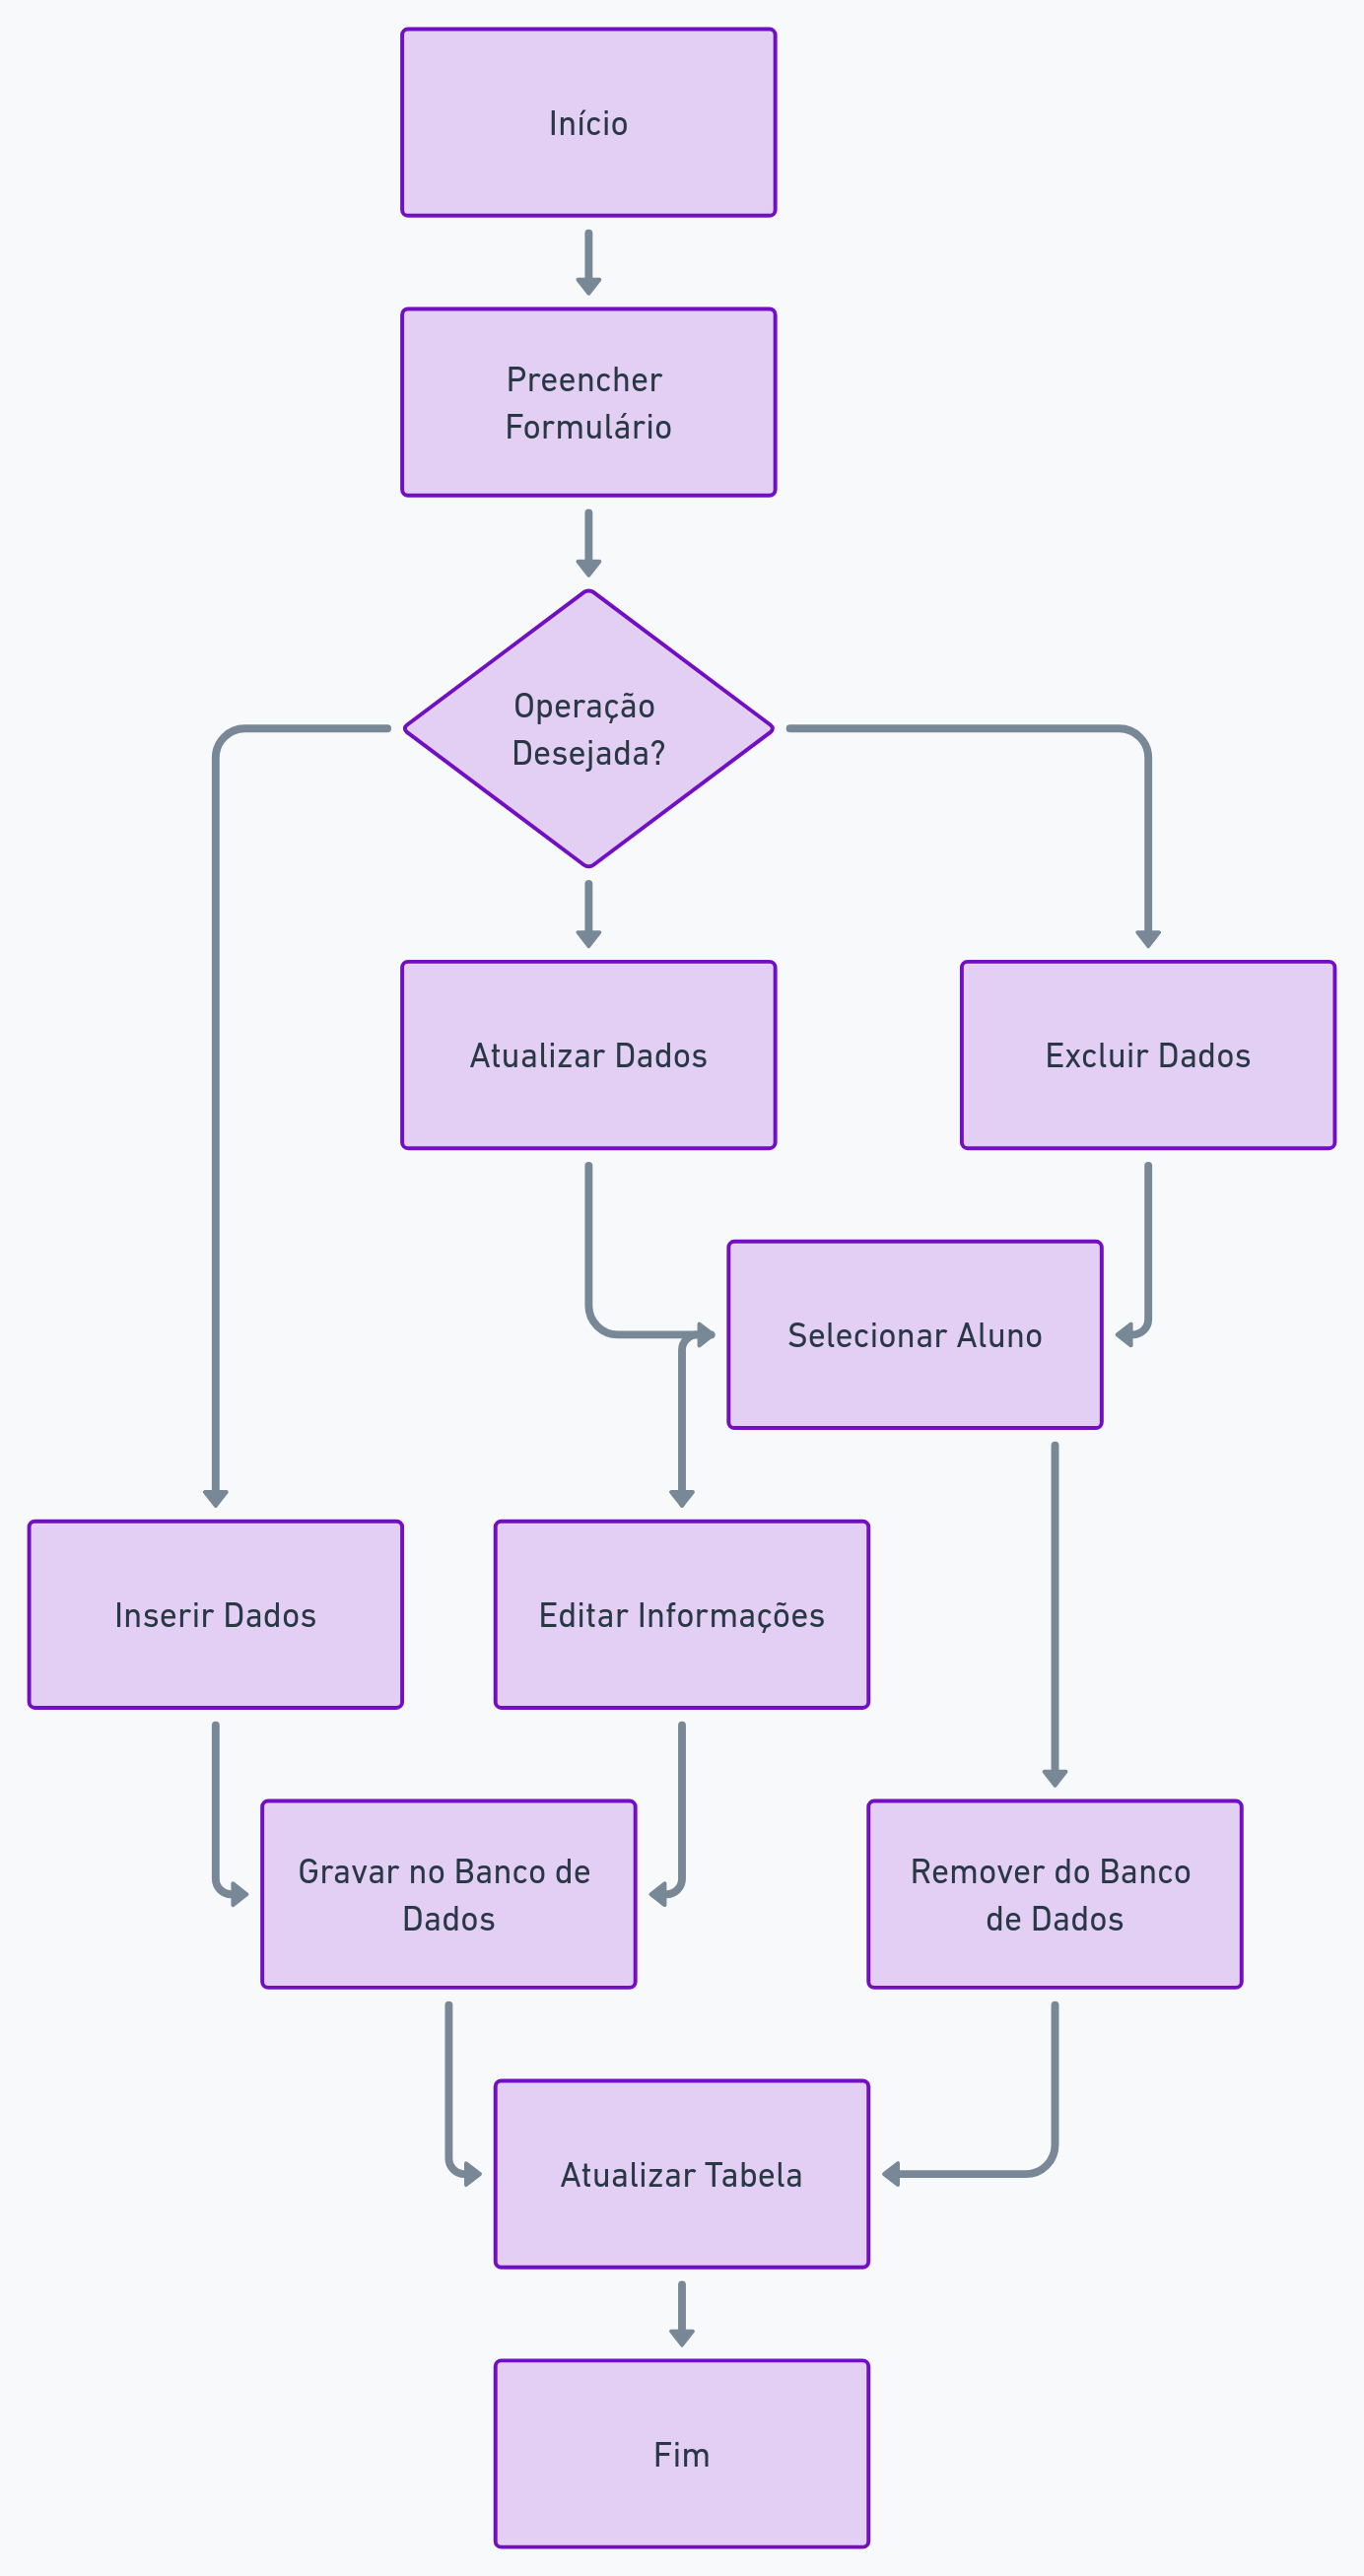 Início
Preencher
Formulário
Operação
Desejada?
Atualizar Dados
Excluir Dados
Selecionar Aluno
Inserir Dados
Editar Informações
Gravar no Banco de
Dados
Remover do Banco
de Dados
Atualizar Tabela
Fim